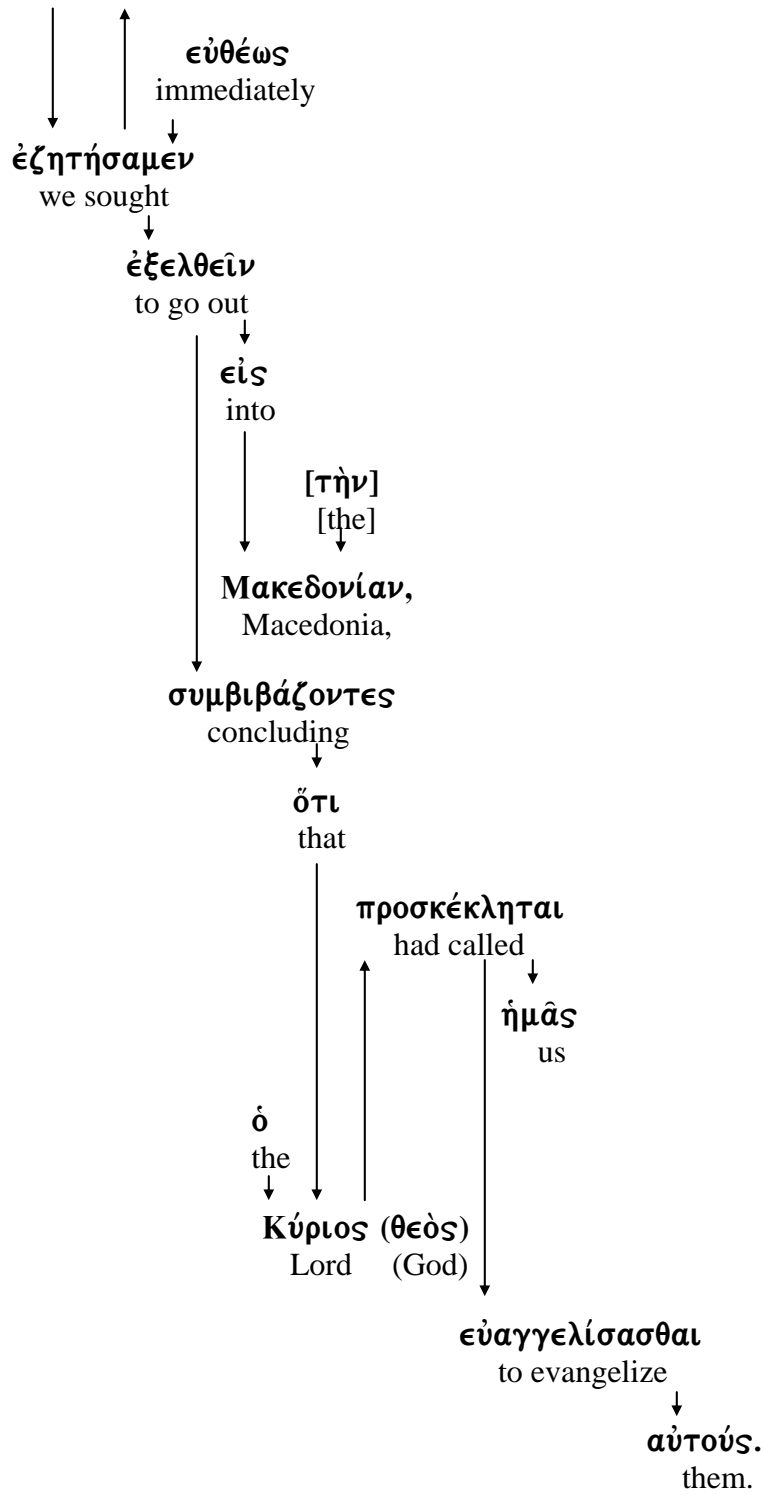 εὐθέως
immediately
ἐζητήσαμεν
we sought
ἐξελθεῖν
to go out
εἰς
into
[τὴν]
[the]
Μακεδονίαν,
Macedonia,
συμβιβάζοντες
concluding
ὅτι
that
προσκέκληται
had called
ἡμᾶς
us
ὁ
the
Κύριος (θεὸς)
Lord (God)
εὐαγγελίσασθαι
to evangelize
αὐτούς.
them.